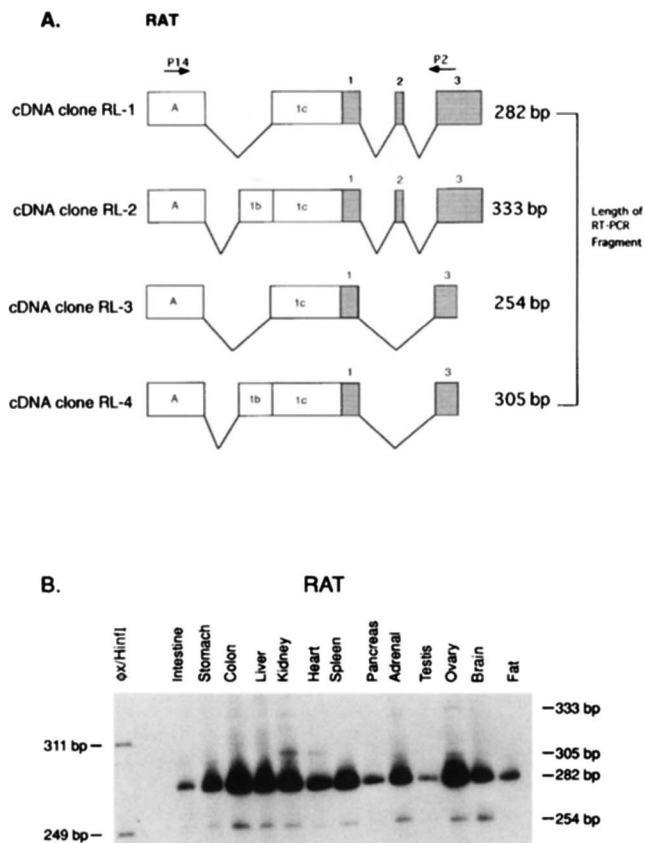 A. RAT
P14 P2
1 2 3
cDNA clone RL-1 A 1c 282 bp
1 2 3
cDNA clone RL-2 A 1b 1c 333 bp
Length of
RT-PCR
Fragment
1 3
cDNA clone RL-3 A 1c 254 bp
1 3
cDNA clone RL-4 A 1b 1c 305 bp
B. RAT
φx/HinfI Intestine Stomach Colon Liver Kidney Heart Spleen Pancreas Adrenal Testis Ovary Brain Fat
333 bp
311 bp 305 bp
282 bp
249 bp 254 bp